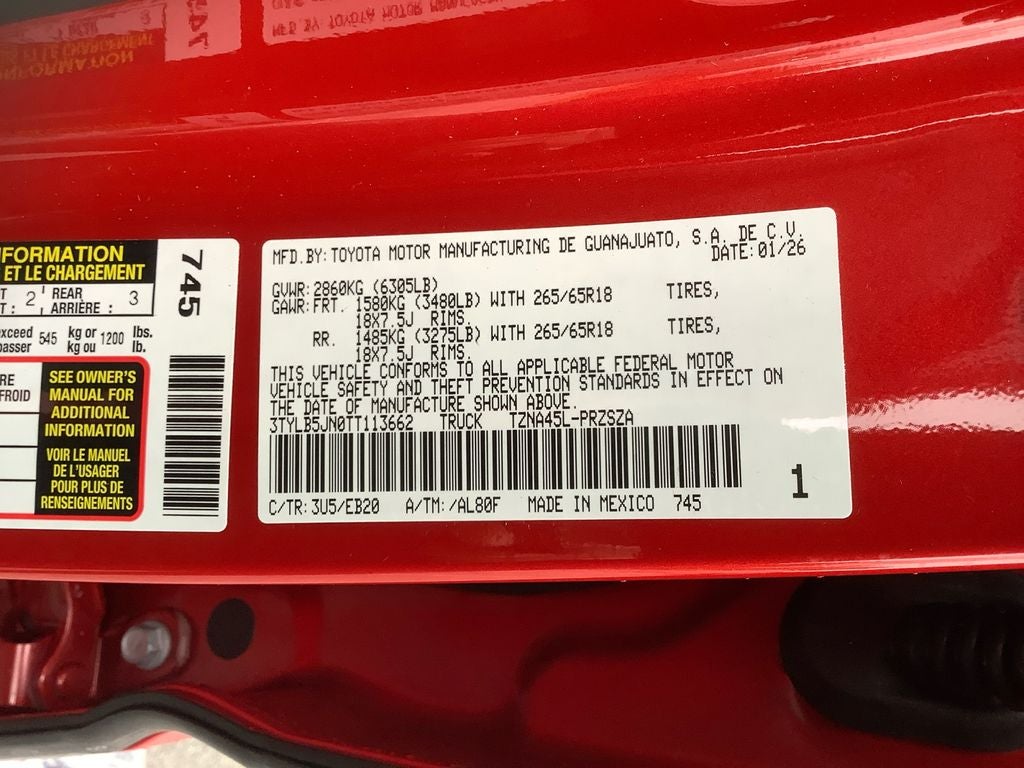 NFORMATION
ET LE CHARGEMENT
2 REAR 3
ARRIÈRE :
545 kg or 1200 lbs.
kg ou lb.
SEE OWNER'S
MANUAL FOR
ADDITIONAL
INFORMATION
VOIR LE MANUEL
DE L'USAGER
POUR PLUS DE
RENSEIGNEMENTS
745
MFD.BY:TOYOTA MOTOR MANUFACTURING DE GUANAJUATO, S.A. DE C.V.
DATE:01/26
GVWR:2860KG (6305LB)
GAWR:FRT. 1580KG (3480LB) WITH 265/65R18 TIRES,
18X7.5J RIMS.
RR. 1485KG (3275LB) WITH 265/65R18 TIRES,
18X7.5J RIMS.
THIS VEHICLE CONFORMS TO ALL APPLICABLE FEDERAL MOTOR
VEHICLE SAFETY AND THEFT PREVENTION STANDARDS IN EFFECT ON
THE DATE OF MANUFACTURE SHOWN ABOVE.
3TYLB5JN0TT113662 TRUCK TZNA45L-PRZSZA
1
C/TR:3U5/EB20 A/TM:/AL80F MADE IN MEXICO 745